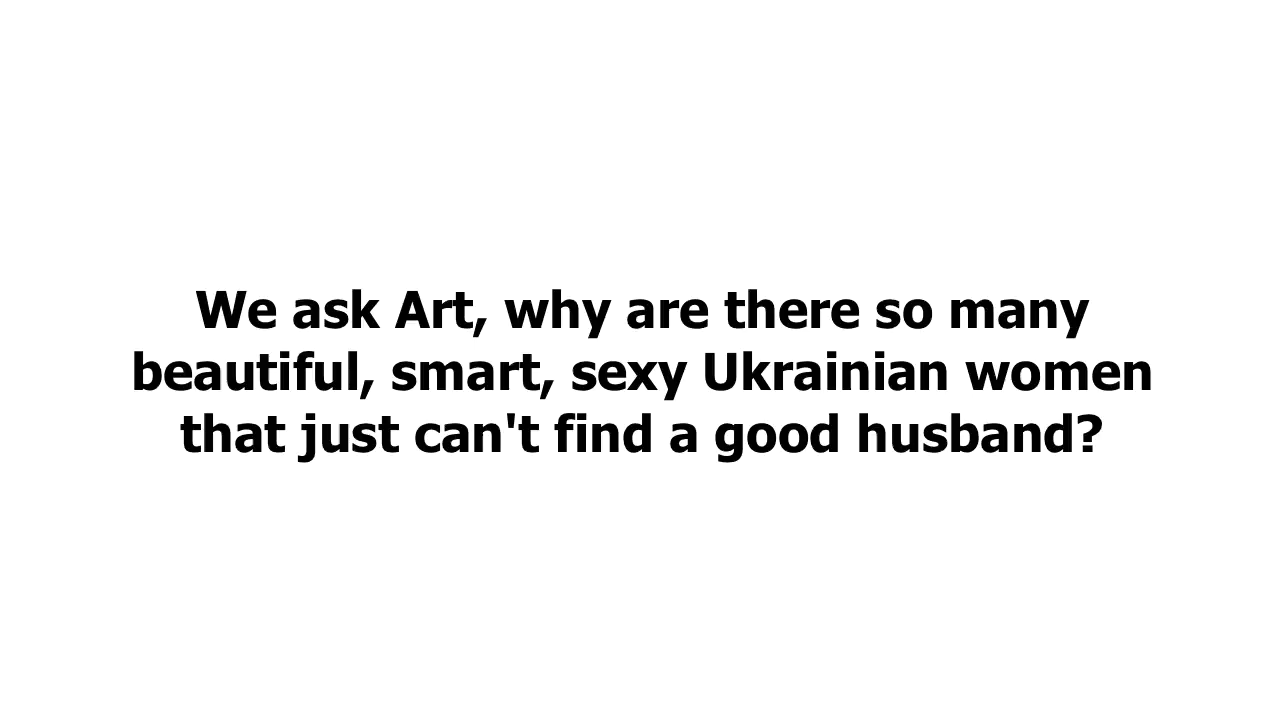 We ask Art, why are there so many
beautiful, smart, sexy Ukrainian women
that just can't find a good husband?